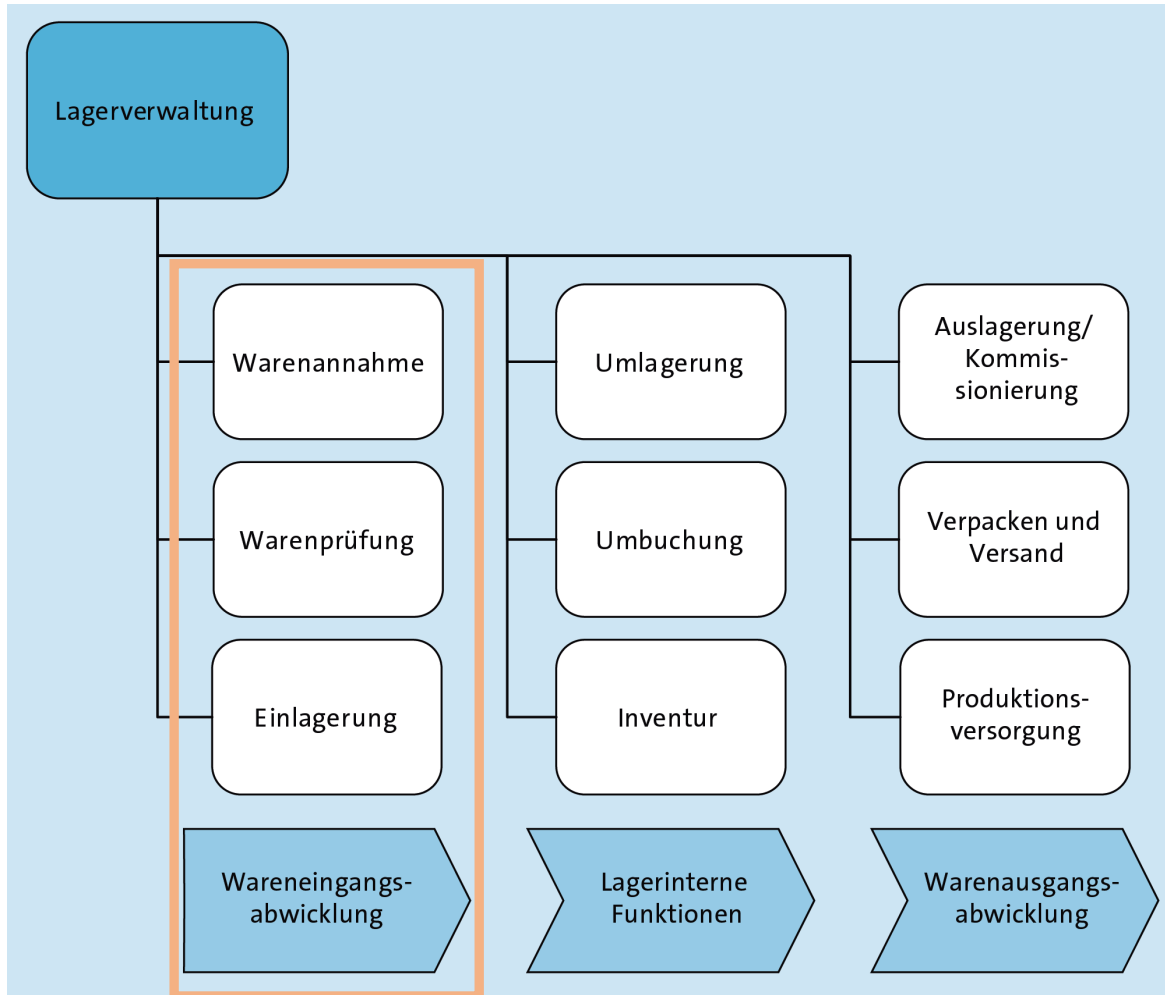 Lagerverwaltung
Warenannahme
Umlagerung
Auslagerung/
Kommis-
sionierung
Warenprüfung
Umbuchung
Verpacken und
Versand
Einlagerung
Inventur
Produktions-
versorgung
Wareneingangs-
abwicklung
Lagerinterne
Funktionen
Warenausgangs-
abwicklung